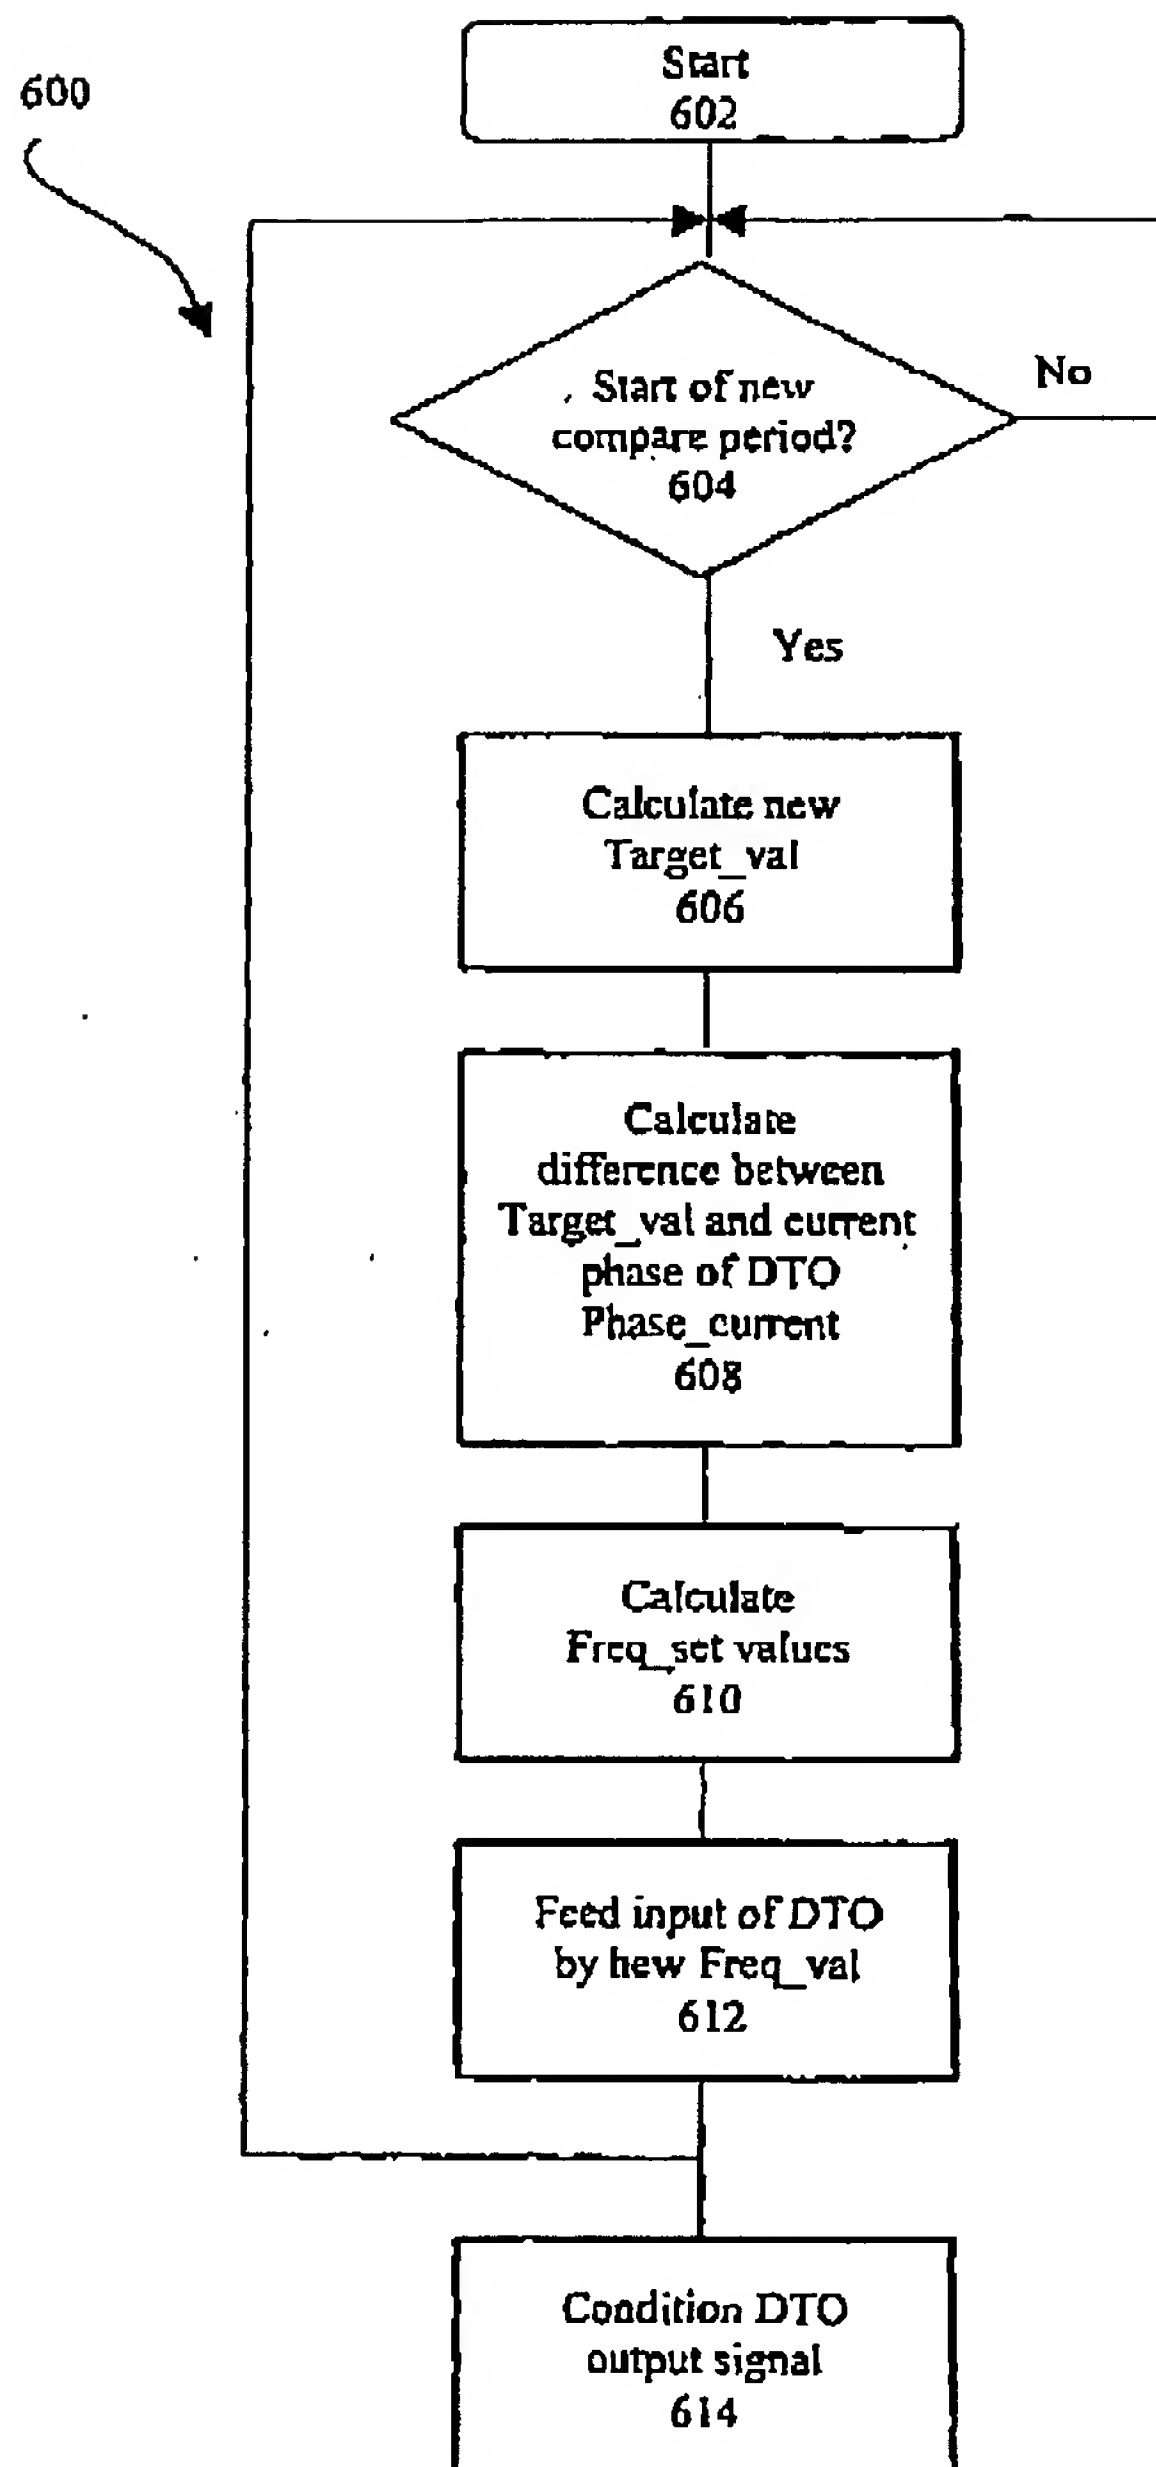 600
Start
602
Start of new
compare period?
604
No
Yes
Calculate new
Target_val
606
Calculate
difference between
Target_val and current
phase of DTO
Phase_current
608
Calculate
Freq_set values
610
Feed input of DTO
by hew Freq_val
612
Condition DTO
output signal
614